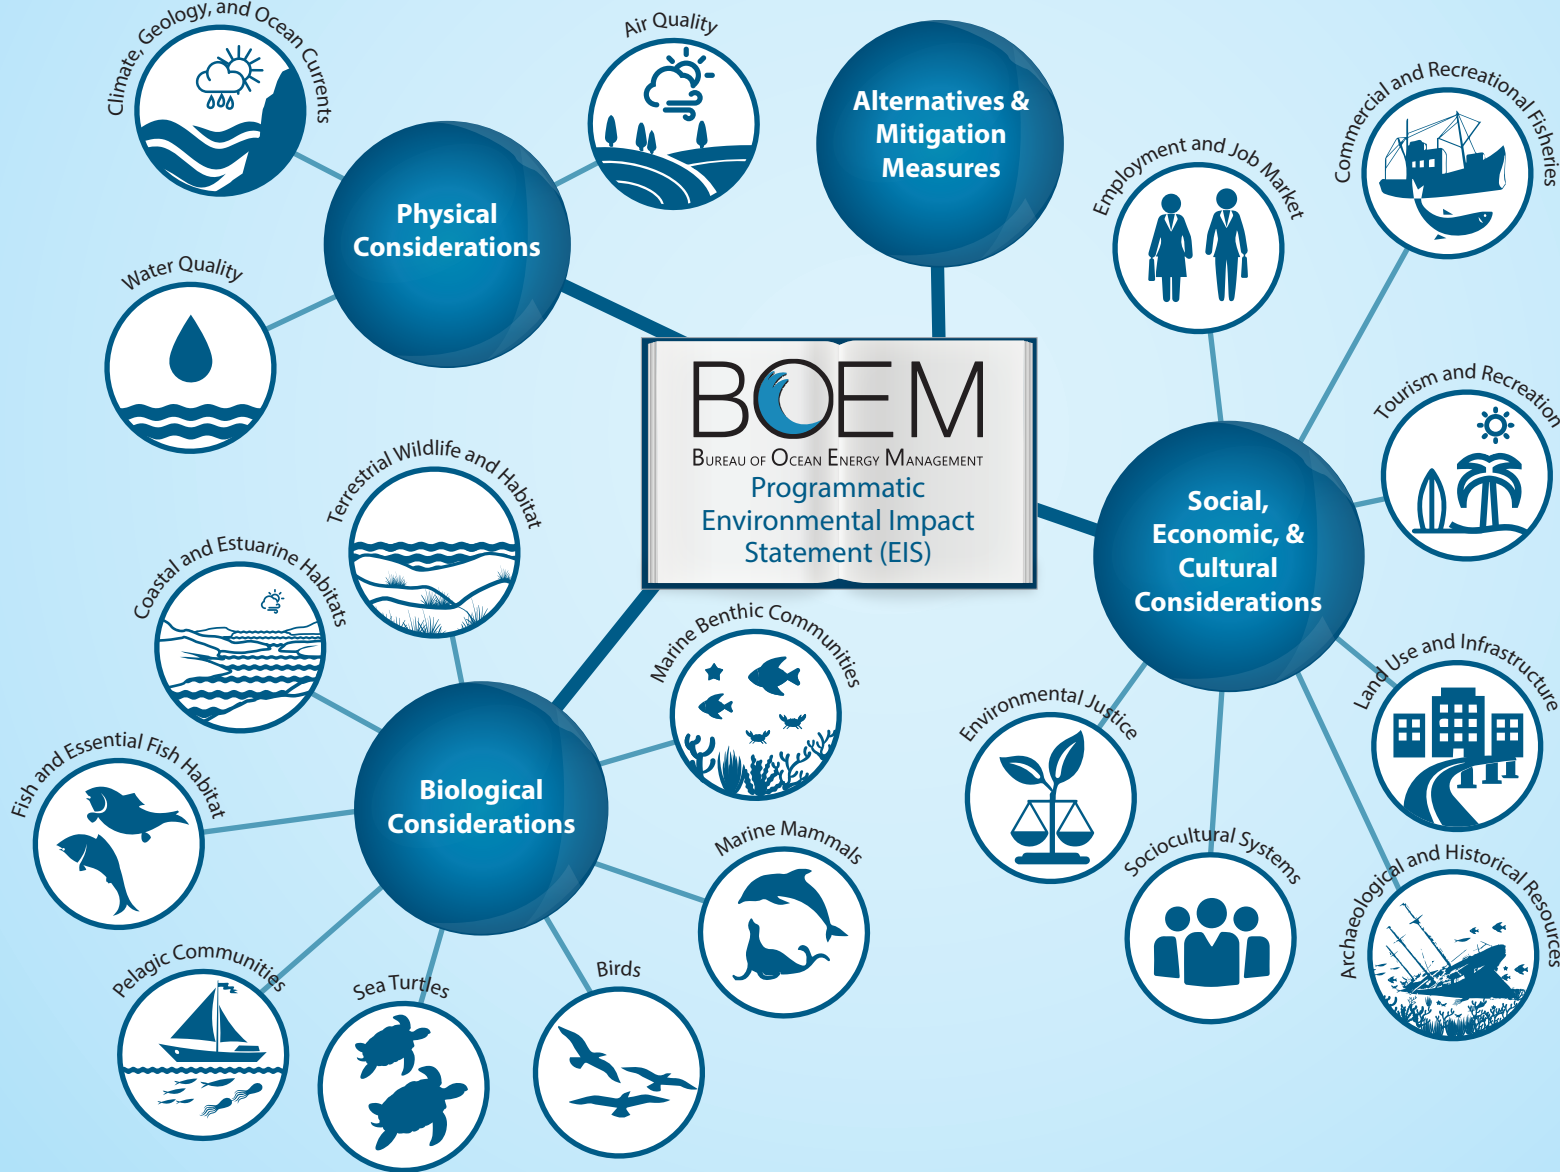 Climate, Geology, and Ocean Currents
Air Quality
Physical
Considerations
Water Quality
Alternatives &
Mitigation
Measures
Employment and Job Market
Commercial and Recreational Fisheries
Tourism and Recreation
BOEM
BUREAU OF OCEAN ENERGY MANAGEMENT
Programmatic
Environmental Impact
Statement (EIS)
Social,
Economic, &
Cultural
Considerations
Terrestrial Wildlife and Habitat
Coastal and Estuarine Habitats
Marine Benthic Communities
Fish and Essential Fish Habitat
Biological
Considerations
Marine Mammals
Pelagic Communities
Sea Turtles
Birds
Environmental Justice
Sociocultural Systems
Land Use and Infrastructure
Archaeological and Historical Resources